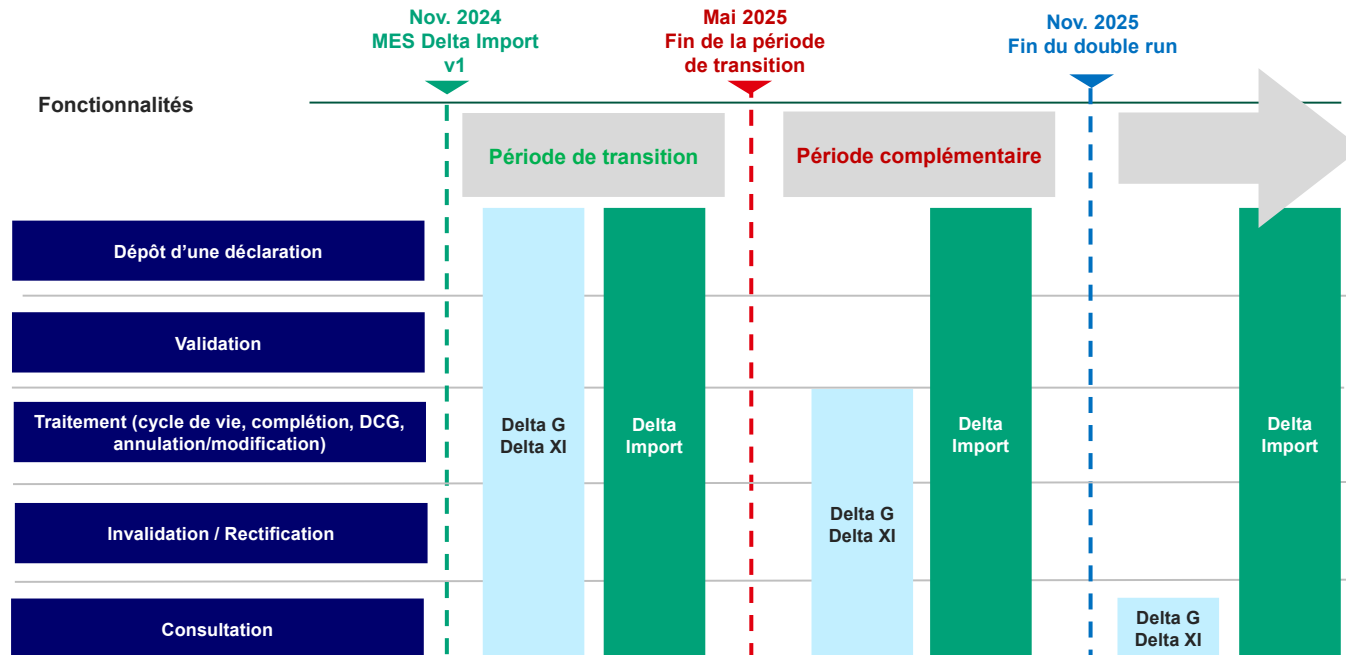 Nov. 2024
MES Delta Import
v1
Mai 2025
Fin de la période
de transition
Nov. 2025
Fin du double run
Fonctionnalités
Période de transition
Période complémentaire
Dépôt d’une déclaration
Validation
Traitement (cycle de vie, complétion, DCG,
annulation/modification)
Delta G
Delta XI
Delta
Import
Delta
Import
Delta
Import
Invalidation / Rectification
Delta G
Delta XI
Consultation
Delta G
Delta XI